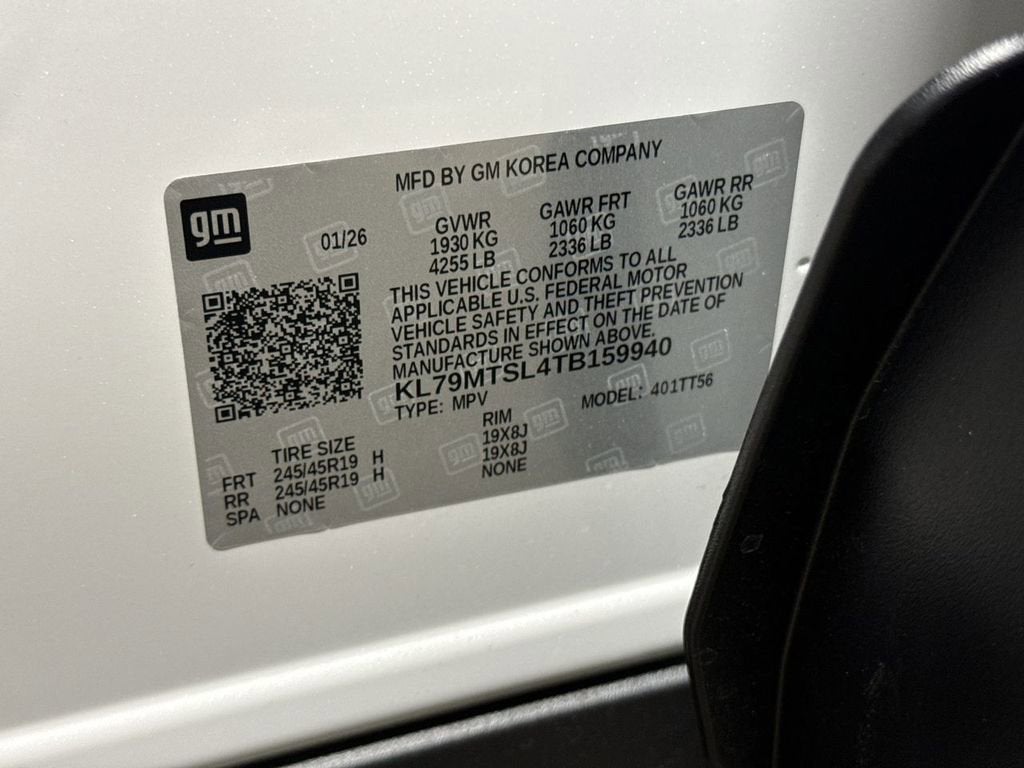 MFD BY GM KOREA COMPANY
gm
01/26
GVWR
1930 KG
4255 LB
GAWR FRT
1060 KG
2336 LB
GAWR RR
1060 KG
2336 LB
THIS VEHICLE CONFORMS TO ALL
APPLICABLE U.S. FEDERAL MOTOR
VEHICLE SAFETY AND THEFT PREVENTION
STANDARDS IN EFFECT ON THE DATE OF
MANUFACTURE SHOWN ABOVE.
KL79MTSL4TB159940
TYPE: MPV MODEL: 401TT56
TIRE SIZE RIM
FRT 245/45R19 H 19X8J
RR 245/45R19 H 19X8J
SPA NONE NONE